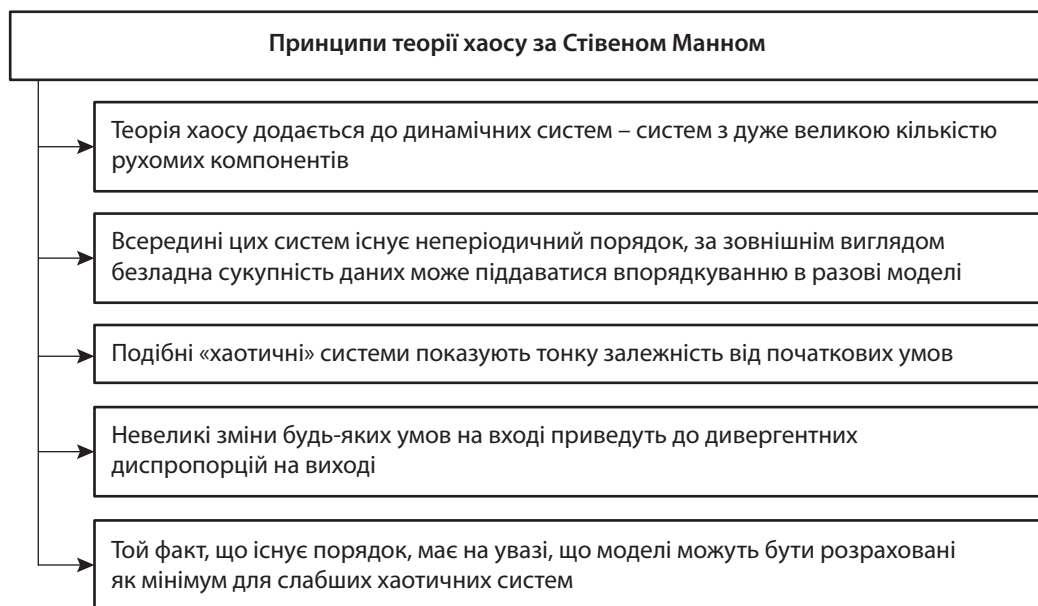 Принципи теорії хаосу за Стівеном Манном
Теорія хаосу додається до динамічних систем – систем з дуже великою кількістю
рухомих компонентів
Всередині цих систем існує неперіодичний порядок, за зовнішнім виглядом
безладна сукупність даних може піддаватися впорядкуванню в разові моделі
Подібні «хаотичні» системи показують тонку залежність від початкових умов
Невеликі зміни будь-яких умов на вході приведуть до дивергентних
диспропорцій на виході
Той факт, що існує порядок, має на увазі, що моделі можуть бути розраховані
як мінімум для слабших хаотичних систем